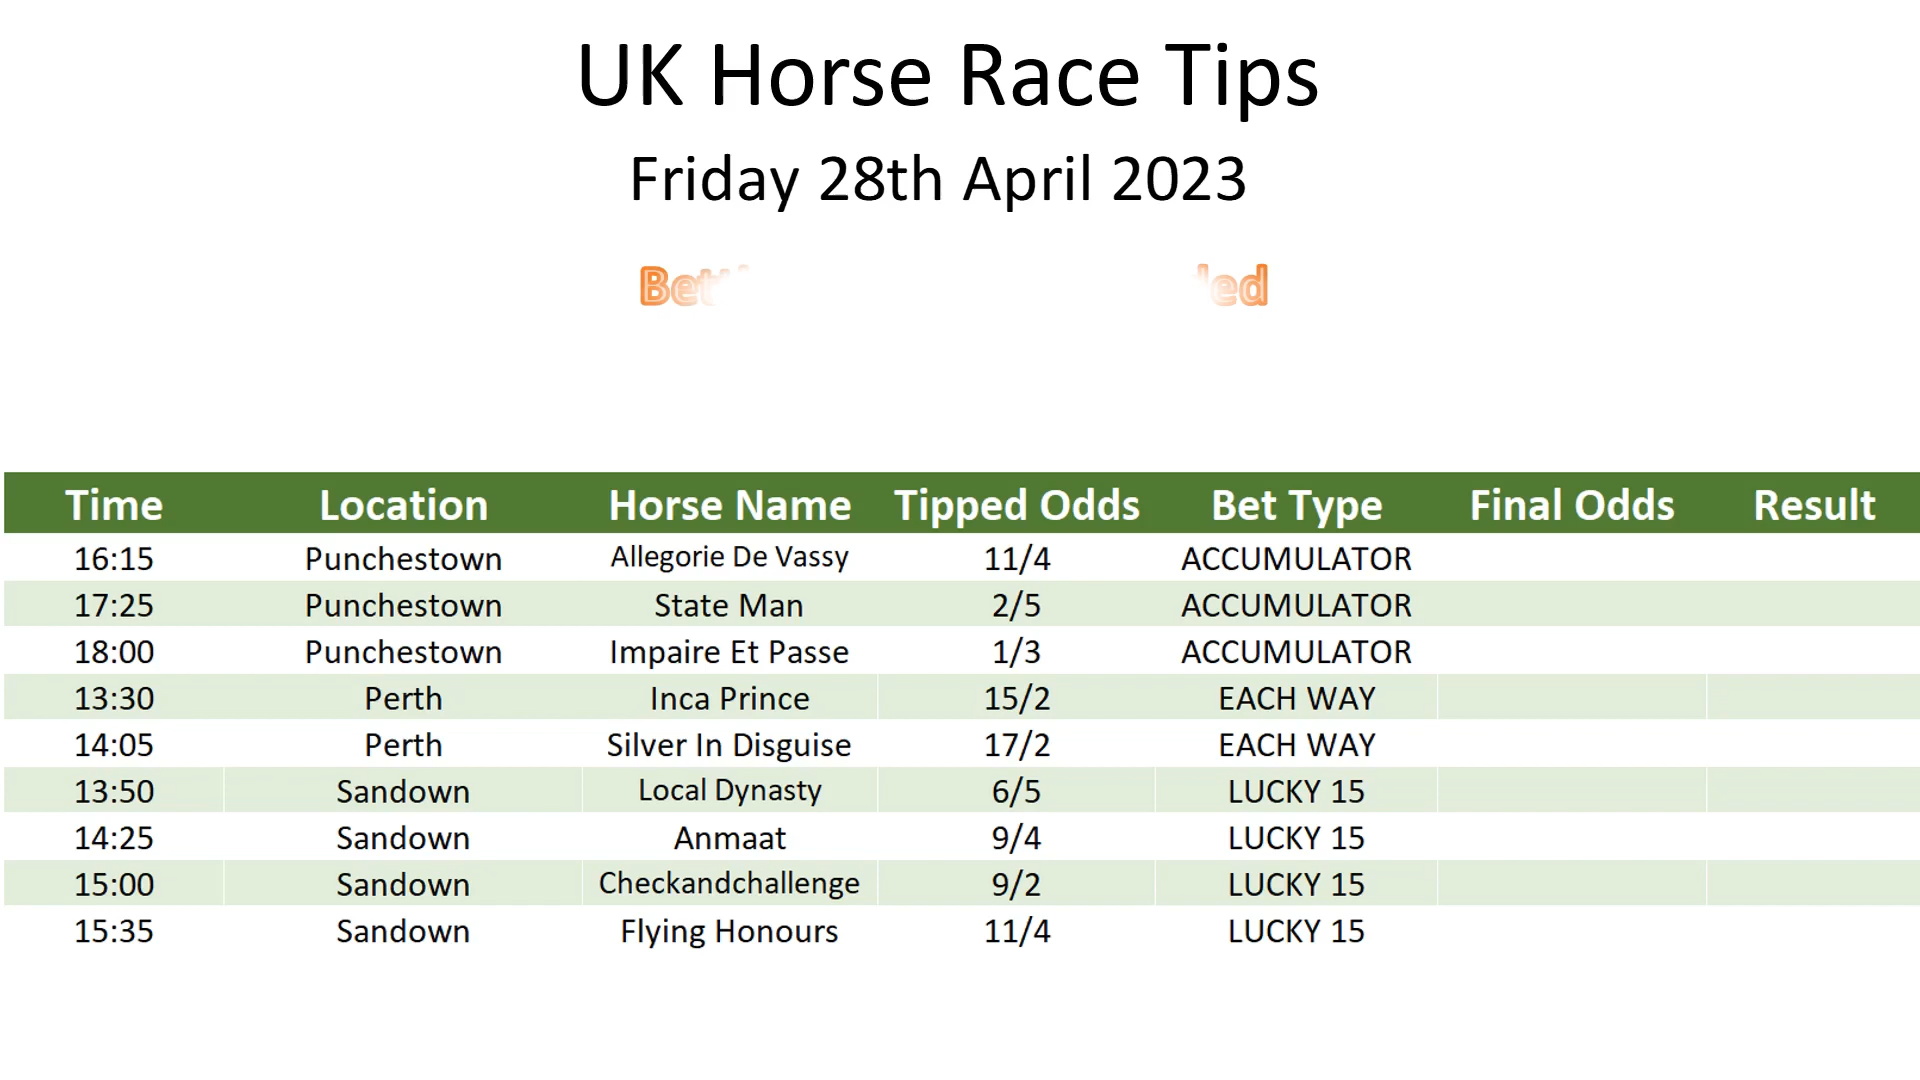 UK Horse Race Tips
Friday 28th April 2023
Time Location Horse Name Tipped Odds Bet Type Final Odds Result
16:15 Punchestown Allegorie De Vassy 11/4 ACCUMULATOR
17:25 Punchestown State Man 2/5 ACCUMULATOR
18:00 Punchestown Impaire Et Passe 1/3 ACCUMULATOR
13:30 Perth Inca Prince 15/2 EACH WAY
14:05 Perth Silver In Disguise 17/2 EACH WAY
13:50 Sandown Local Dynasty 6/5 LUCKY 15
14:25 Sandown Anmaat 9/4 LUCKY 15
15:00 Sandown Checkandchallenge 9/2 LUCKY 15
15:35 Sandown Flying Honours 11/4 LUCKY 15